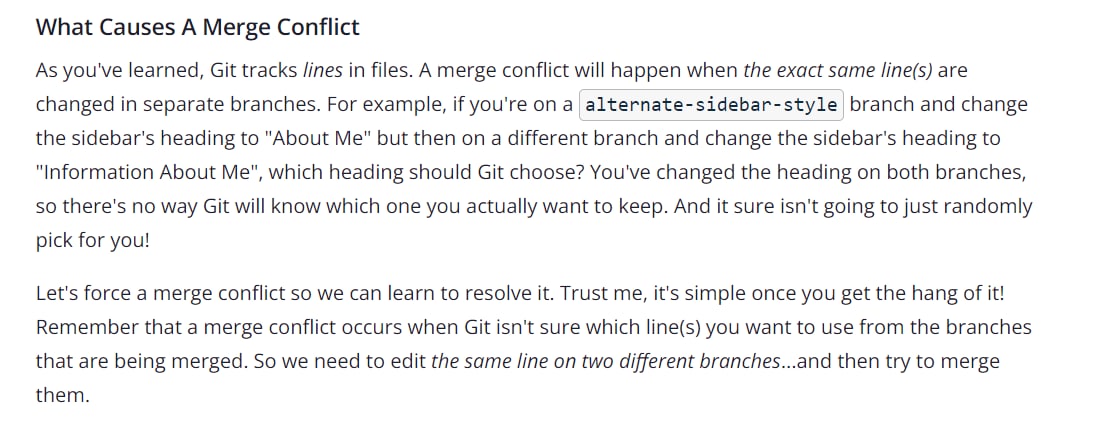 What Causes A Merge Conflict
As you've learned, Git tracks lines in files. A merge conflict will happen when the exact same line(s) are
changed in separate branches. For example, if you're on a alternate-sidebar-style branch and change
the sidebar's heading to "About Me" but then on a different branch and change the sidebar's heading to
"Information About Me", which heading should Git choose? You've changed the heading on both branches,
so there's no way Git will know which one you actually want to keep. And it sure isn't going to just randomly
pick for you!
Let's force a merge conflict so we can learn to resolve it. Trust me, it's simple once you get the hang of it!
Remember that a merge conflict occurs when Git isn't sure which line(s) you want to use from the branches
that are being merged. So we need to edit the same line on two different branches...and then try to merge
them.